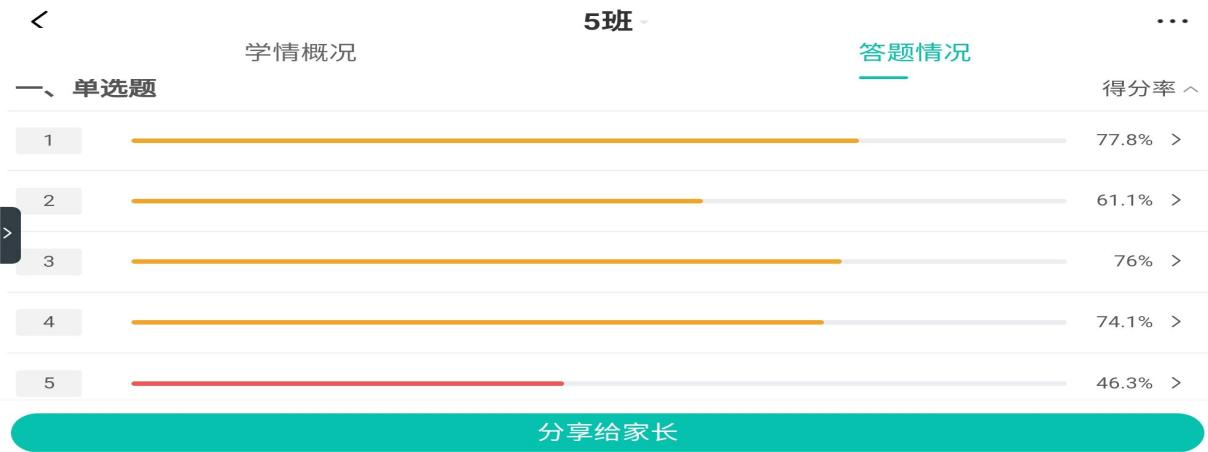 5班
学情概况 答题情况
一、单选题 得分率
1 77.8%
2 61.1%
3 76%
4 74.1%
5 46.3%
分享给家长